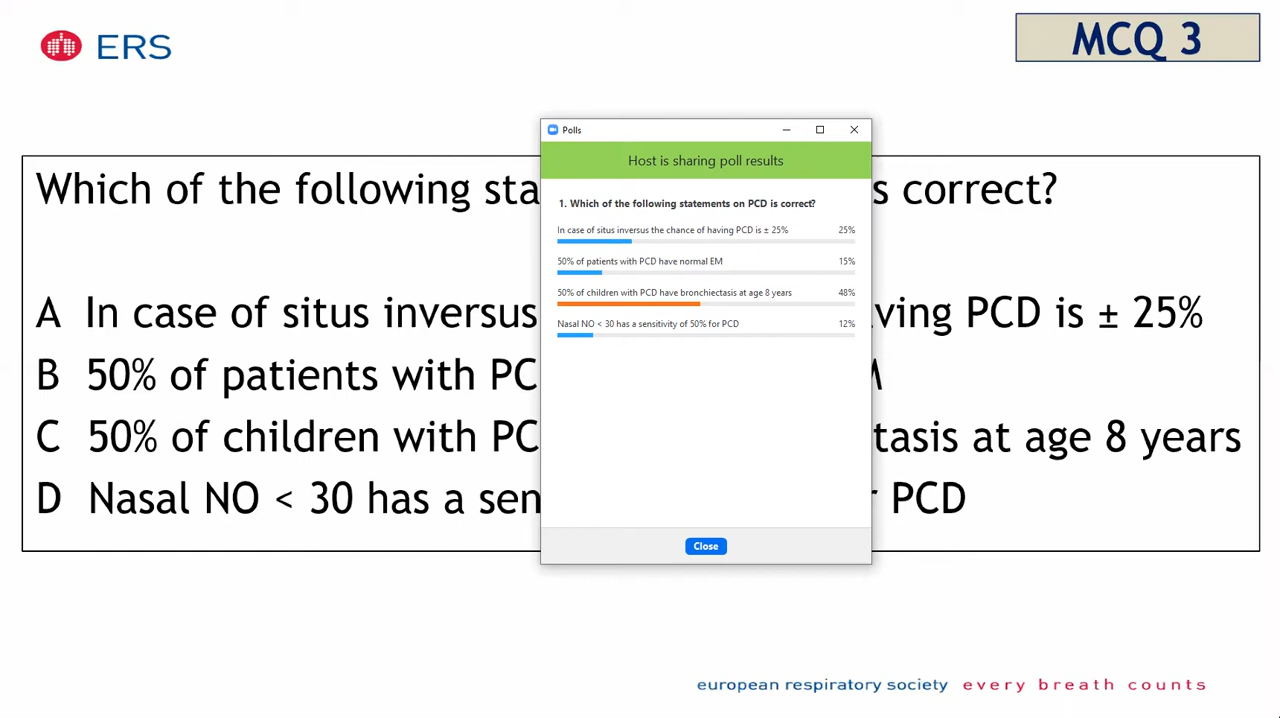 ERS
MCQ 3
Polls
Host is sharing poll results
Which of the following sta
s correct?
1. Which of the following statements on PCD is correct?
In case of situs inversus the chance of having PCD is ± 25% 25%
50% of patients with PCD have normal EM 15%
50% of children with PCD have bronchiectasis at age 8 years 48%
Nasal NO < 30 has a sensitivity of 50% for PCD 12%
A In case of situs inversus
ving PCD is ± 25%
B 50% of patients with PC
C 50% of children with PC
tasis at age 8 years
D Nasal NO < 30 has a sen
PCD
Close
european respiratory society every breath counts